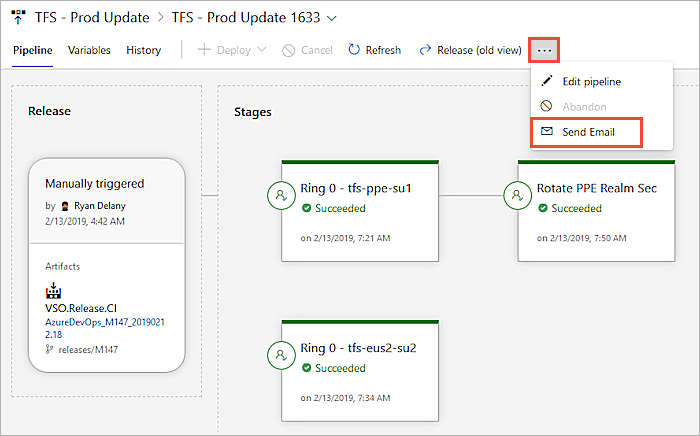 TFS - Prod Update > TFS - Prod Update 1633
Pipeline Variables History + Deploy Cancel Refresh Release (old view) ...
Edit pipeline
Abandon
Send Email
Release
Stages
Manually triggered
by Ryan Delany
2/13/2019, 4:42 AM
Artifacts
VSO.Release.CI
AzureDevOps_M147_2019021
2.18
releases/M147
Ring 0 - tfs-ppe-su1
Succeeded
on 2/13/2019, 7:21 AM
Rotate PPE Realm Sec
Succeeded
on 2/13/2019, 7:50 AM
Ring 0 - tfs-eus2-su2
Succeeded
on 2/13/2019, 7:34 AM